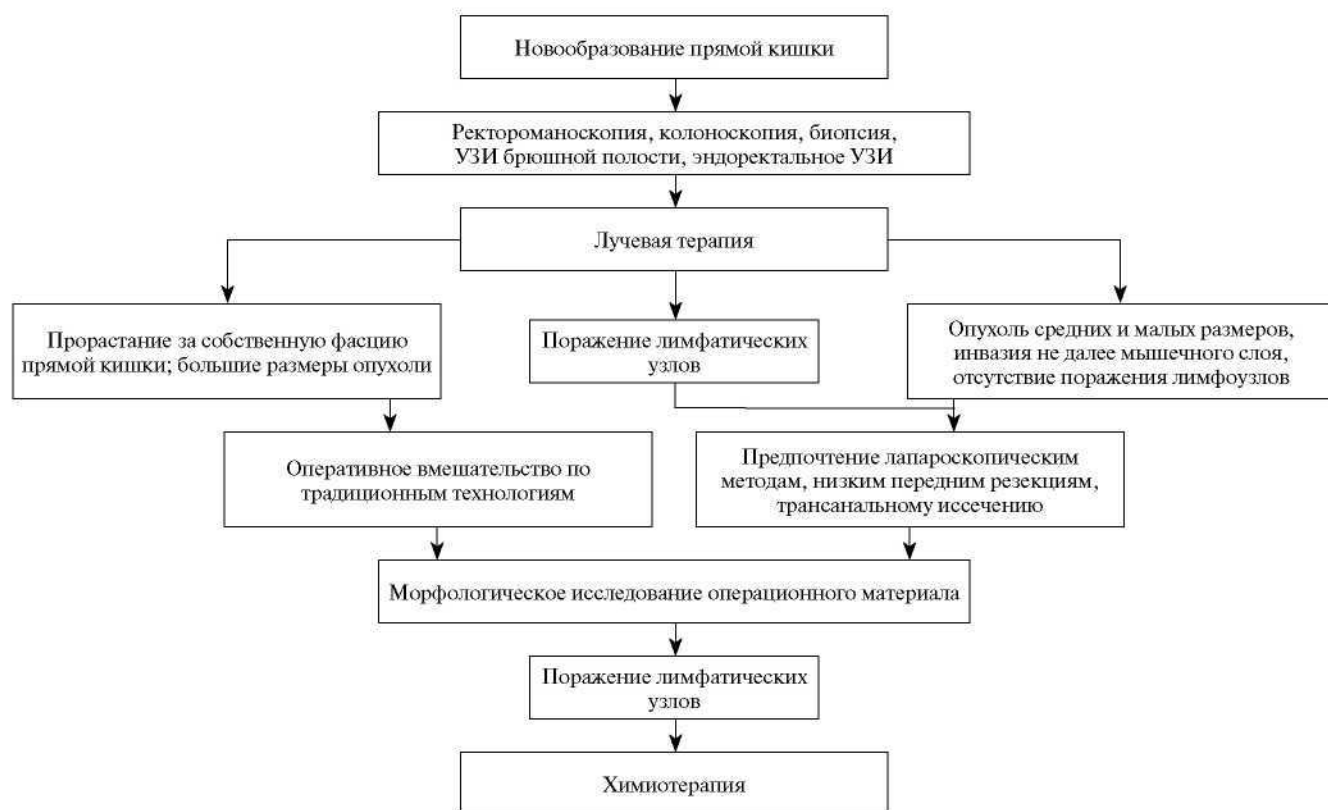 Новообразование прямой кишки
Ректороманоскопия, колоноскопия, биопсия,
УЗИ брюшной полости, эндоректальное УЗИ
Лучевая терапия
Прорастание за собственную фасцию
прямой кишки; большие размеры опухоли
Поражение лимфатических
узлов
Опухоль средних и малых размеров,
инвазия не далее мышечного слоя,
отсутствие поражения лимфоузлов
Оперативное вмешательство по
традиционным технологиям
Предпочтение лапароскопическим
методам, низким передним резекциям,
трансанальному иссечению
Морфологическое исследование операционного материала
Поражение лимфатических
узлов
Химиотерапия